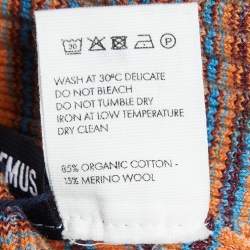 30
P
WASH AT 30°C DELICATE
DO NOT BLEACH
DO NOT TUMBLE DRY
IRON AT LOW TEMPERATURE
DRY CLEAN
EMUS
85% ORGANIC COTTON -
15% MERINO WOOL